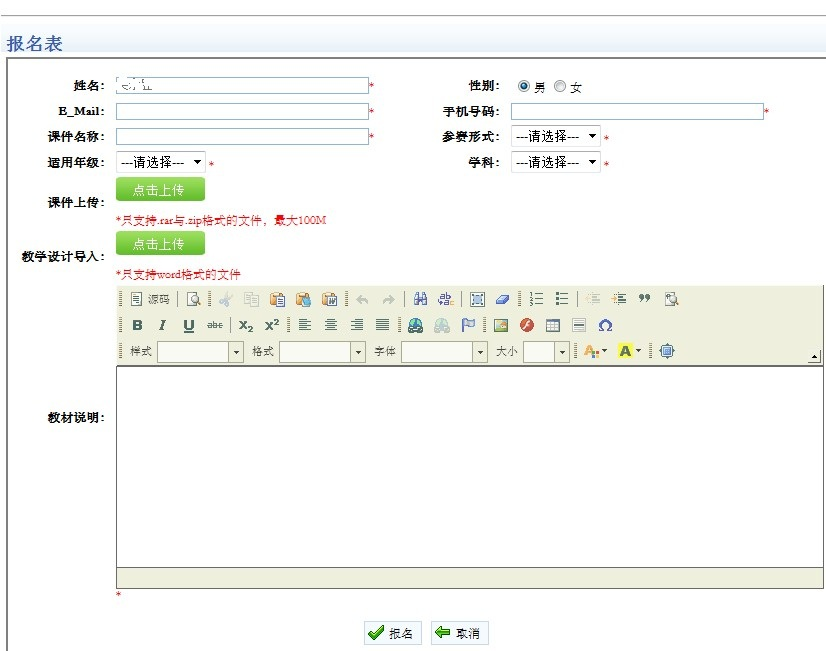 报名表
姓名： * 性别： 男 女
E_Mail： * 手机号码： *
课件名称： * 参赛形式： ---请选择--- *
适用年级： ---请选择--- * 学科： ---请选择--- *
课件上传： 点击上传
*只支持.rar与.zip格式的文件，最大100M
教学设计导入： 点击上传
*只支持word格式的文件
源码
B I U abc X₂ X²
样式 格式 字体 大小 A A
教材说明：
*
报名 取消